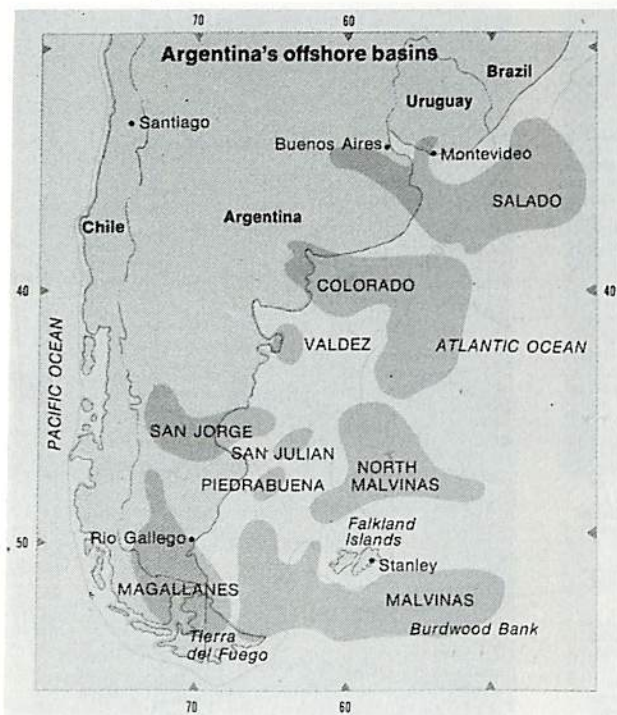 70
60
Argentina's offshore basins
Brazil
Uruguay
Santiago
Buenos Aires
Montevideo
SALADO
Chile
Argentina
40
COLORADO
40
PACIFIC OCEAN
VALDEZ
ATLANTIC OCEAN
SAN JORGE
SAN JULIAN
PIEDRABUENA
NORTH
MALVINAS
Rio Gallego
50
Falkland
Islands
50
Stanley
MAGALLANES
MALVINAS
Tierra
del Fuego
Burdwood Bank
70
60